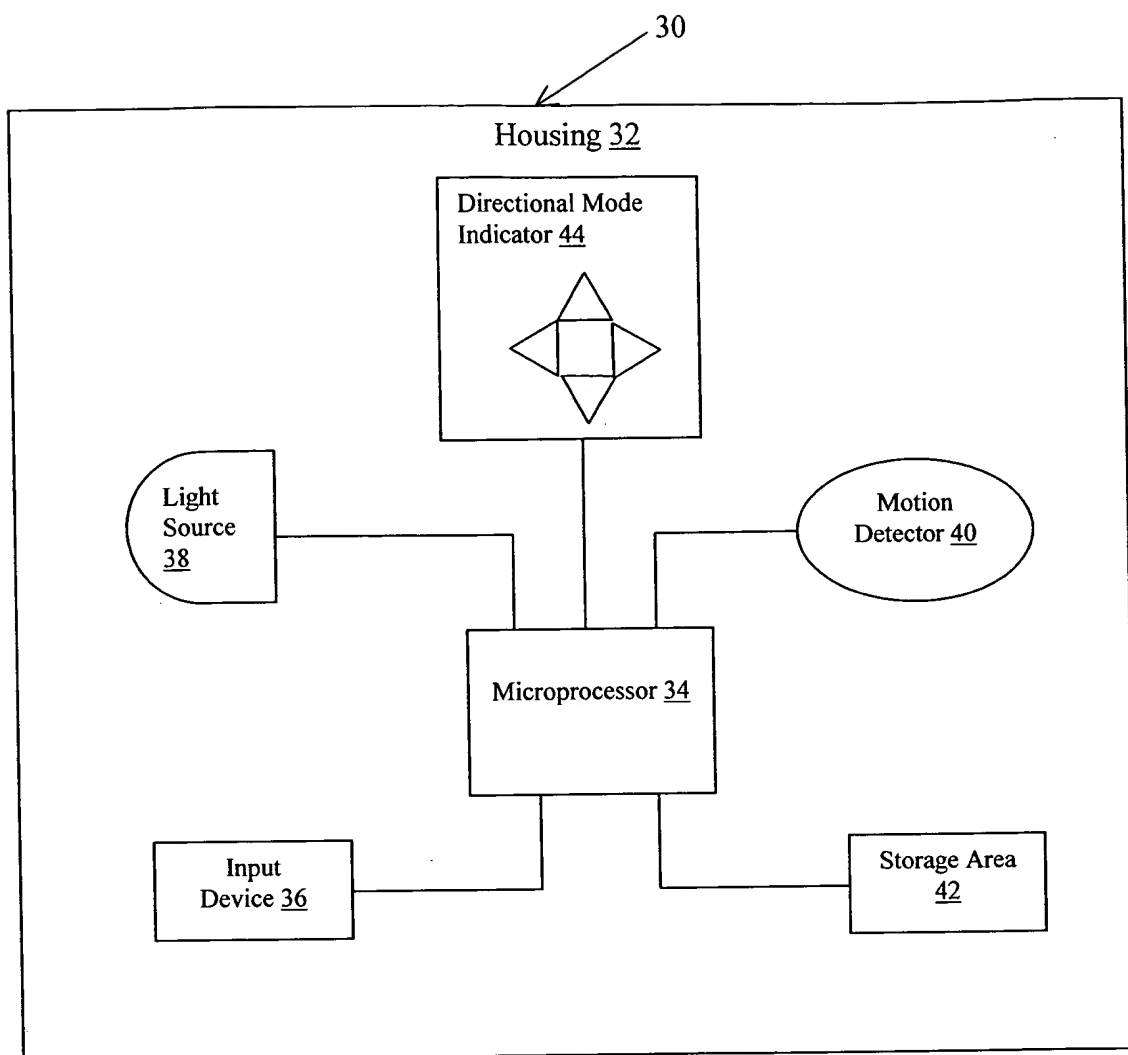 30
Housing 32
Directional Mode
Indicator 44
Light
Source
38
Motion
Detector 40
Microprocessor 34
Input
Device 36
Storage Area
42